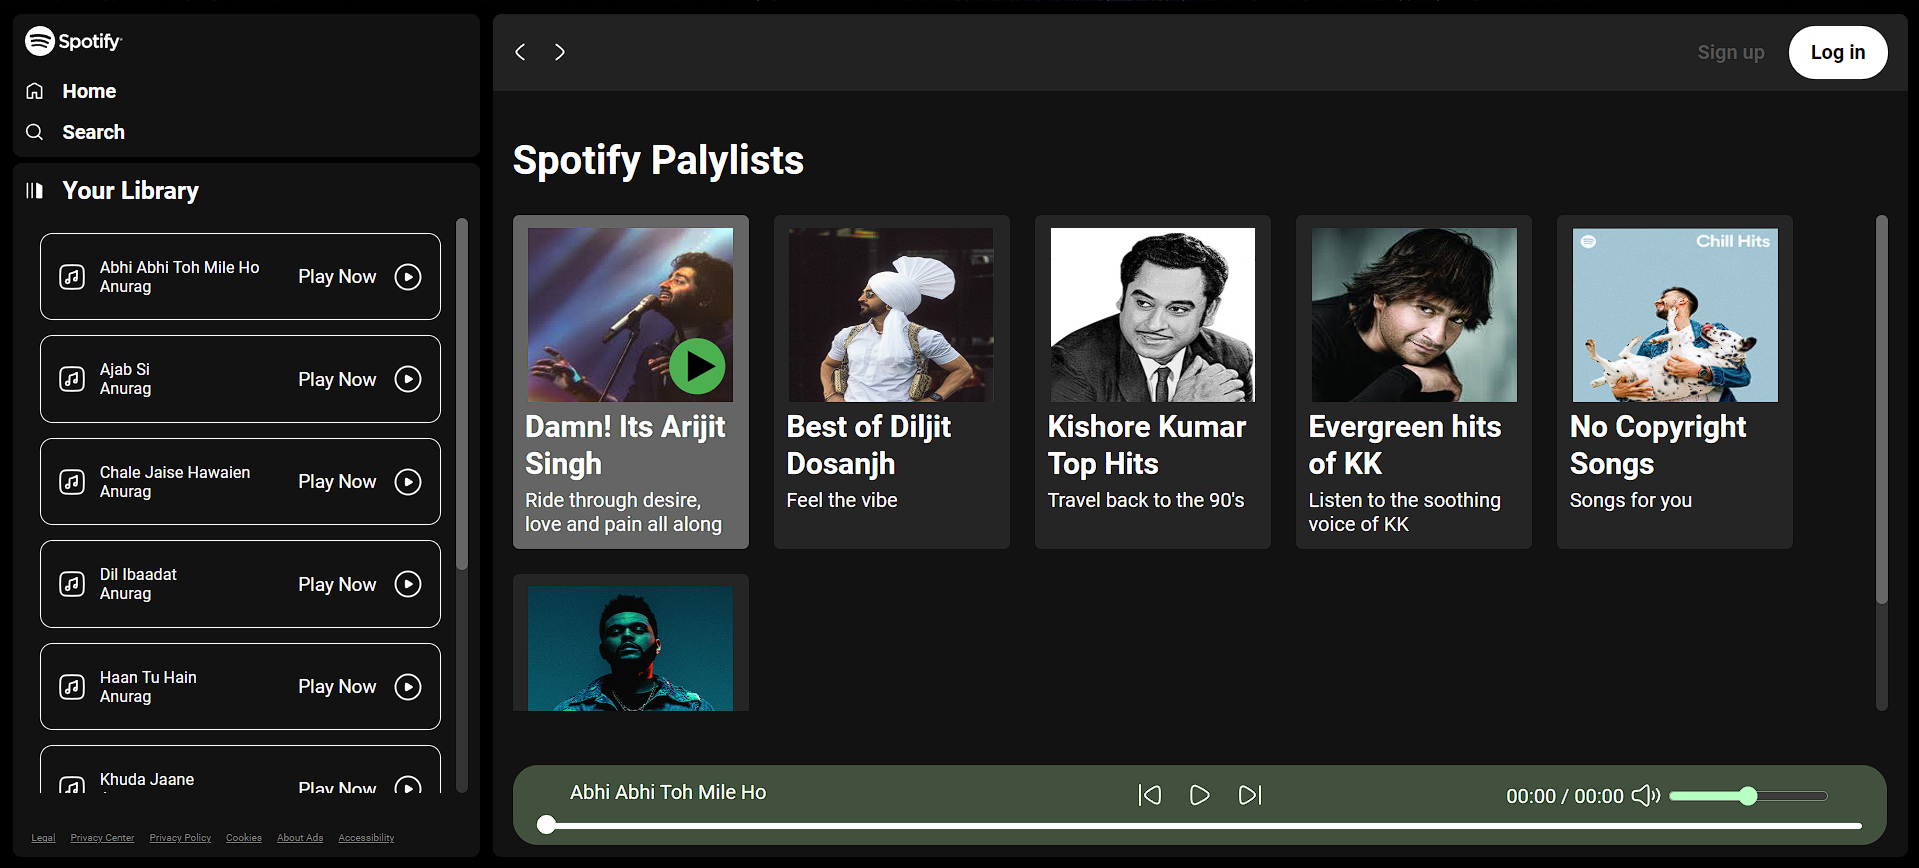 Spotify
Home
Search
Your Library
Abhi Abhi Toh Mile Ho
Anurag
Play Now
Ajab Si
Anurag
Play Now
Chale Jaise Hawaien
Anurag
Play Now
Dil Ibaadat
Anurag
Play Now
Haan Tu Hain
Anurag
Play Now
Khuda Jaane
Play Now
Legal
Privacy Center
Privacy Policy
Cookies
About Ads
Accessibility
Sign up
Log in
Spotify Palylists
Damn! Its Arijit
Singh
Ride through desire,
love and pain all along
Best of Diljit
Dosanjh
Feel the vibe
Kishore Kumar
Top Hits
Travel back to the 90's
Evergreen hits
of KK
Listen to the soothing
voice of KK
Chill Hits
No Copyright
Songs
Songs for you
Abhi Abhi Toh Mile Ho
00:00 / 00:00